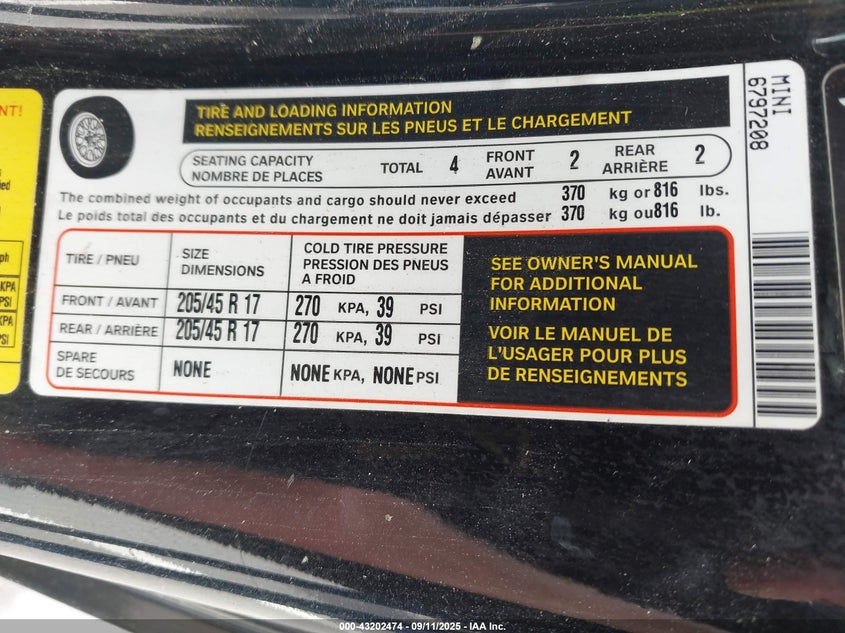 TIRE AND LOADING INFORMATION
RENSEIGNEMENTS SUR LES PNEUS ET LE CHARGEMENT
SEATING CAPACITY
NOMBRE DE PLACES
TOTAL 4
FRONT
AVANT
2
REAR
ARRIÈRE
2
The combined weight of occupants and cargo should never exceed 370 kg or 816 lbs.
Le poids total des occupants et du chargement ne doit jamais dépasser 370 kg ou 816 lb.
TIRE / PNEU
SIZE
DIMENSIONS
COLD TIRE PRESSURE
PRESSION DES PNEUS
A FROID
FRONT / AVANT 205/45 R 17 270 KPA, 39 PSI
REAR / ARRIÈRE 205/45 R 17 270 KPA, 39 PSI
SPARE
DE SECOURS
NONE NONE KPA, NONE PSI
SEE OWNER'S MANUAL
FOR ADDITIONAL
INFORMATION
VOIR LE MANUEL DE
L'USAGER POUR PLUS
DE RENSEIGNEMENTS
MINI
6797208
NT!
ph
KPA
PSI
KPA
PSI
000-43202474 - 09/11/2025 - IAA Inc.